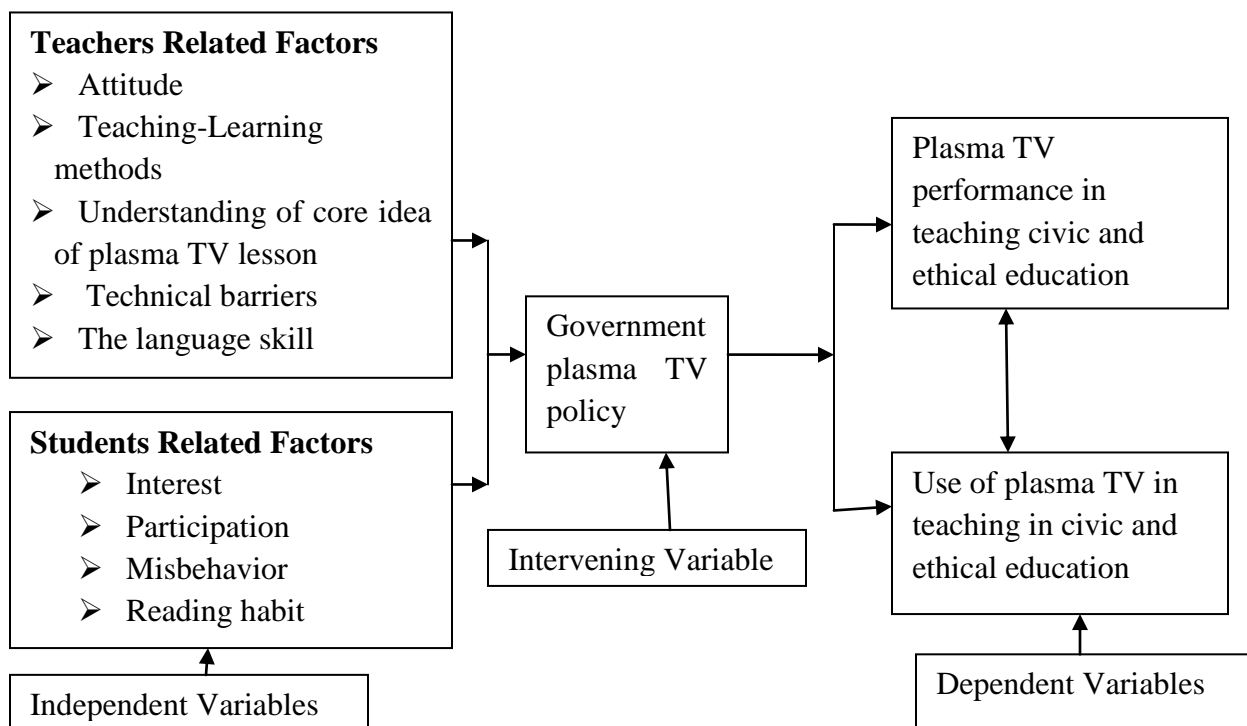 Teachers Related Factors
➢ Attitude
➢ Teaching-Learning
methods
➢ Understanding of core idea
of plasma TV lesson
➢ Technical barriers
➢ The language skill
Students Related Factors
➢ Interest
➢ Participation
➢ Misbehavior
➢ Reading habit
Independent Variables
Government
plasma TV
policy
Intervening Variable
Plasma TV
performance in
teaching civic and
ethical education
Use of plasma TV in
teaching in civic and
ethical education
Dependent Variables